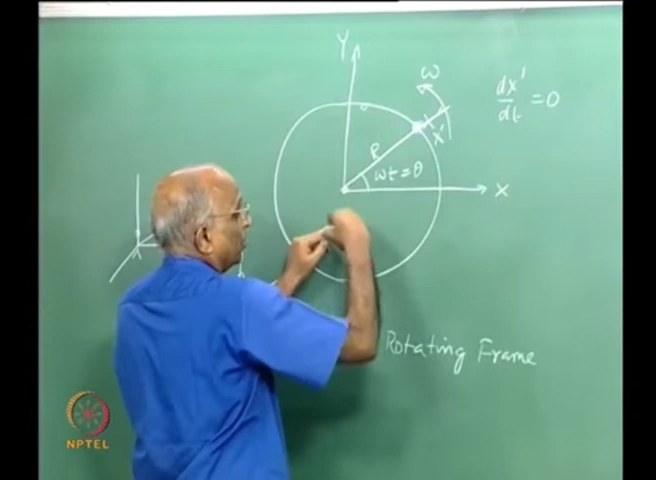 Y
ω
dx'/dt = 0
R
x'
ωt = θ
X
Rotating Frame
NPTEL